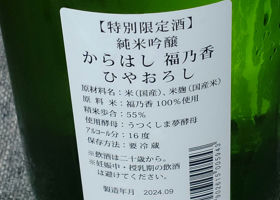 【特別限定酒】
純米吟醸
からはし 福乃香
ひやおろし
原材料名：米（国産）、米麹（国産米）
原料米：福乃香100％使用
精米歩合：55％
使用酵母：うつくしま夢酵母
アルコール分：16度
保存方法：要冷蔵
※飲酒は二十歳から。
※妊娠中・授乳期の飲酒
は避けてください。
製造年月 2024.09